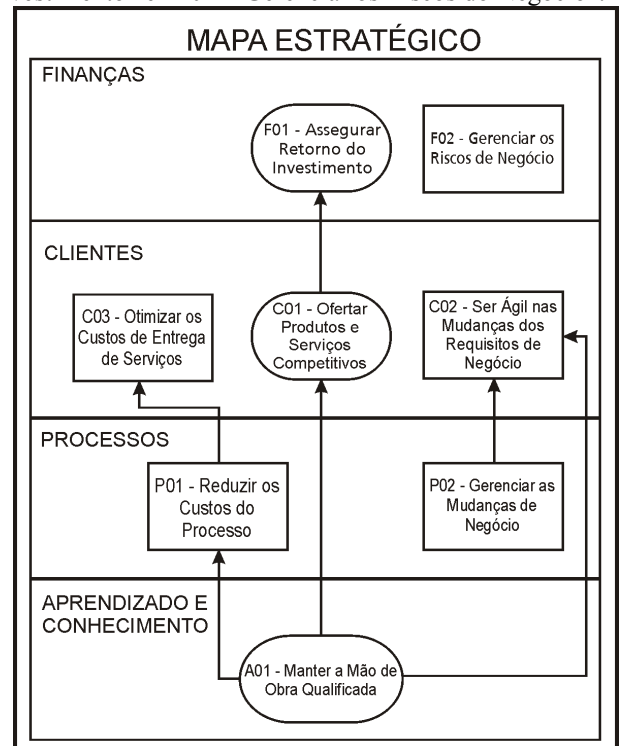 MAPA ESTRATÉGICO
FINANÇAS
F01 - Assegurar
Retorno do
Investimento
F02 - Gerenciar os
Riscos de Negócio
CLIENTES
C03 - Otimizar os
Custos de Entrega
de Serviços
C01 - Ofertar
Produtos e
Serviços
Competitivos
C02 - Ser Ágil nas
Mudanças dos
Requisitos de
Negócio
PROCESSOS
P01 - Reduzir os
Custos do
Processo
P02 - Gerenciar as
Mudanças de
Negócio
APRENDIZADO E
CONHECIMENTO
A01 - Manter a Mão de
Obra Qualificada